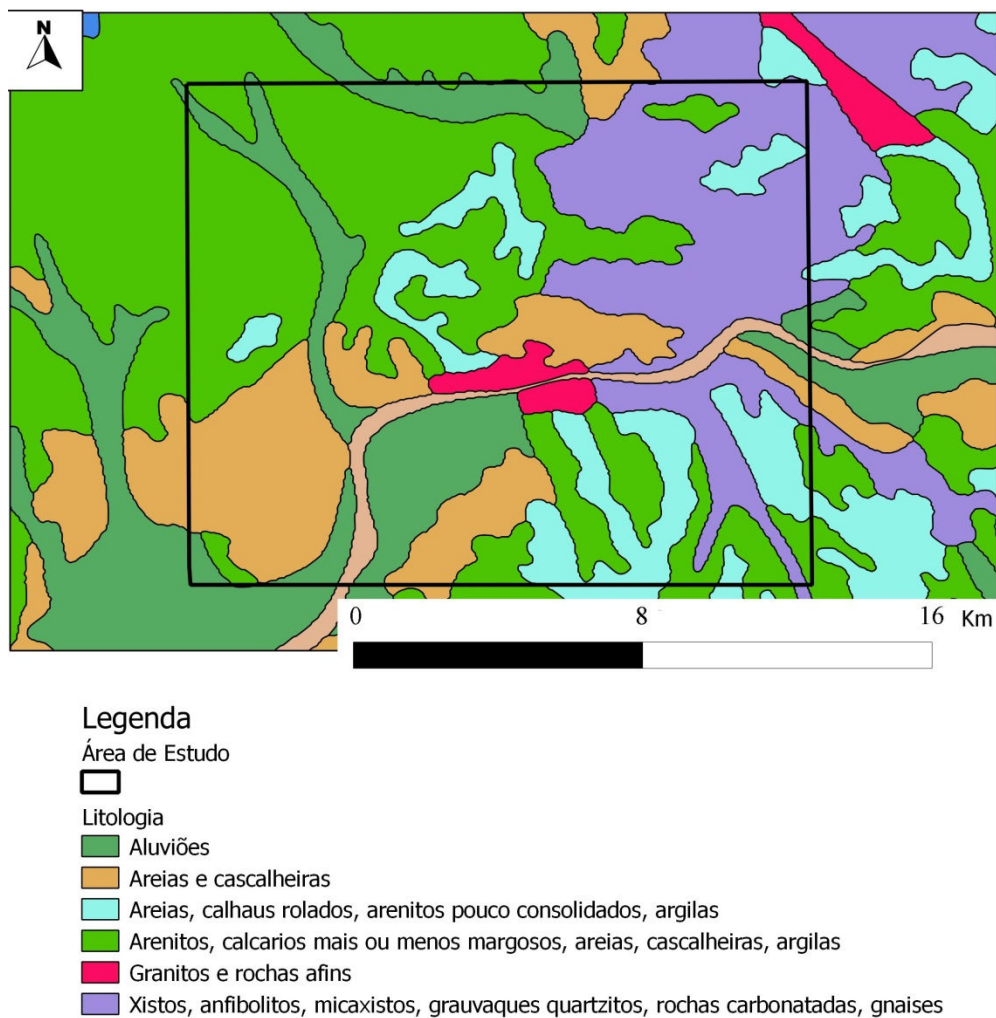 N
0 8 16 Km
Legenda
Área de Estudo
Litologia
Aluviões
Areias e cascalheiras
Areias, calhaus rolados, arenitos pouco consolidados, argilas
Arenitos, calcarios mais ou menos margosos, areias, cascalheiras, argilas
Granitos e rochas afins
Xistos, anfibolitos, micaxistos, grauvaques quartzitos, rochas carbonatadas, gnaises